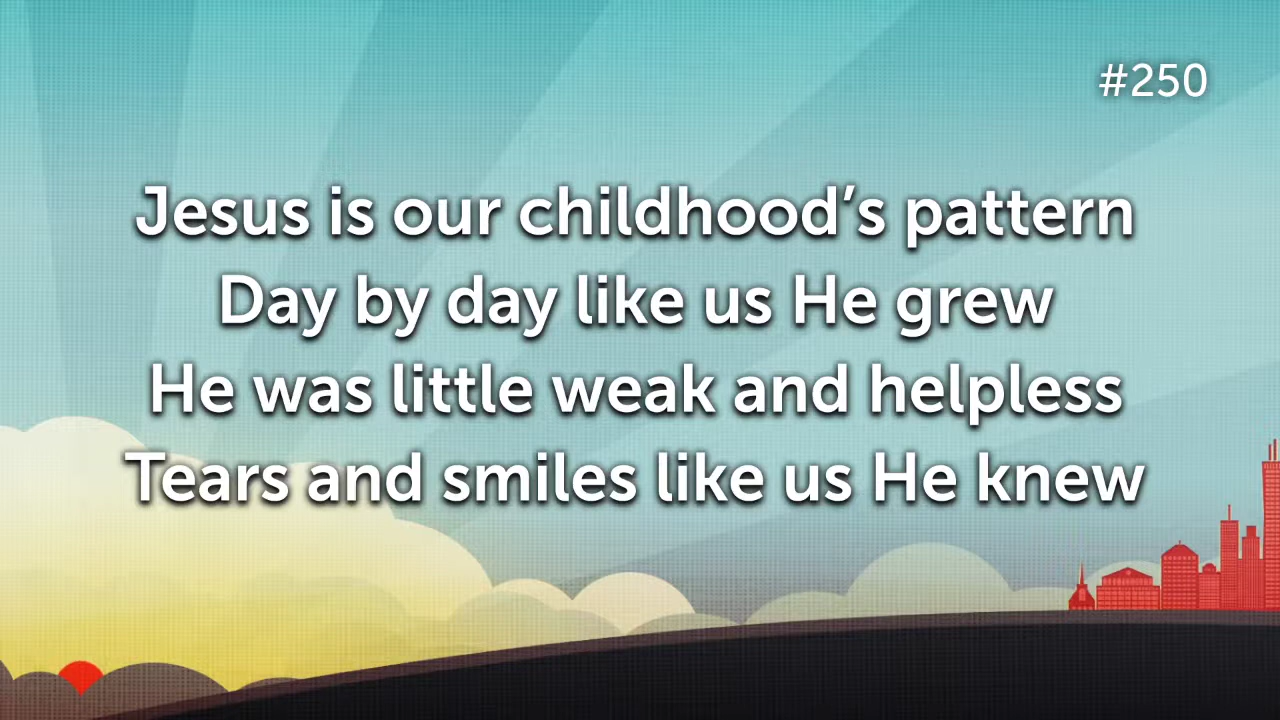 #250
Jesus is our childhood’s pattern
Day by day like us He grew
He was little weak and helpless
Tears and smiles like us He knew